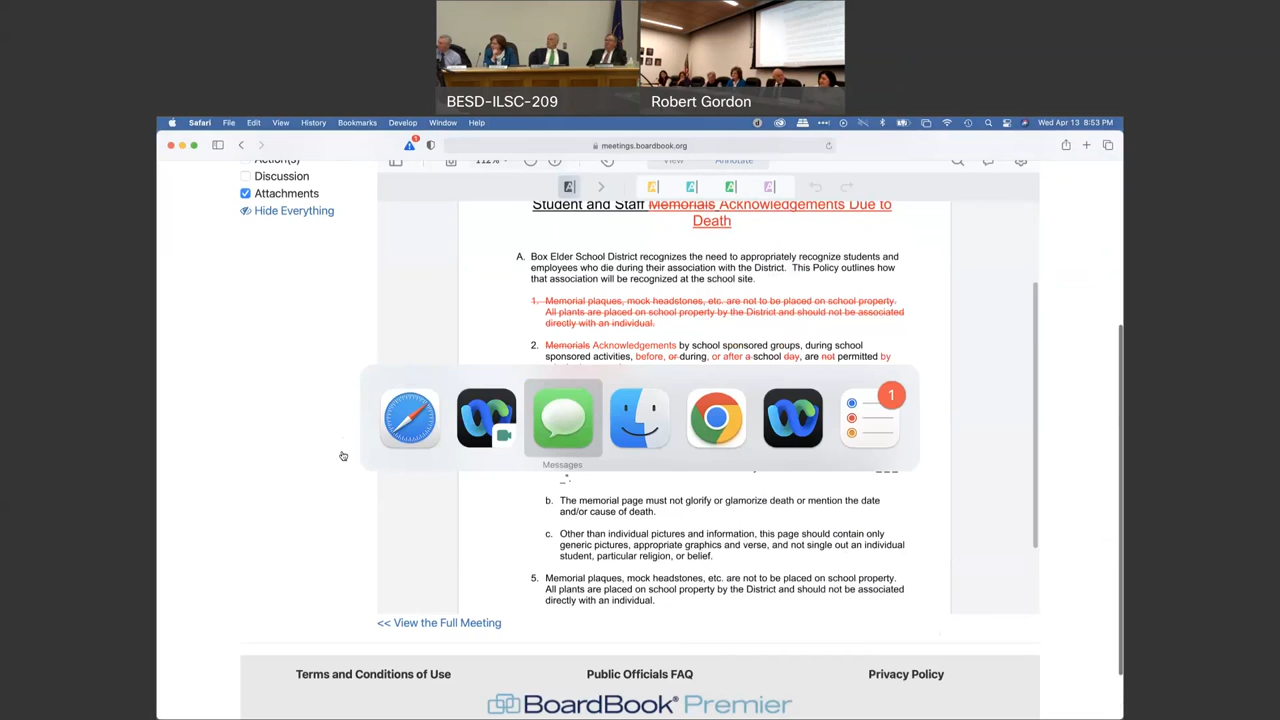 BESD-ILSC-209
Robert Gordon
Safari File Edit View History Bookmarks Develop Window Help
Wed Apr 13 8:53 PM
1
meetings.boardbook.org
Action(s)
112%
View
Annotate
Discussion
Attachments
Hide Everything
Student and Staff Memorials Acknowledgements Due to
Death
A. Box Elder School District recognizes the need to appropriately recognize students and
employees who die during their association with the District. This Policy outlines how
that association will be recognized at the school site.
1. Memorial plaques, mock headstones, etc. are not to be placed on school property.
All plants are placed on school property by the District and should not be associated
directly with an individual.
2. Memorials Acknowledgements by school sponsored groups, during school
sponsored activities, before, or during, or after a school day, are not permitted by
1
Messages
_".
b. The memorial page must not glorify or glamorize death or mention the date
and/or cause of death.
c. Other than individual pictures and information, this page should contain only
generic pictures, appropriate graphics and verse, and not single out an individual
student, particular religion, or belief.
5. Memorial plaques, mock headstones, etc. are not to be placed on school property.
All plants are placed on school property by the District and should not be associated
directly with an individual.
<< View the Full Meeting
Terms and Conditions of Use
Public Officials FAQ
Privacy Policy
BoardBook® Premier